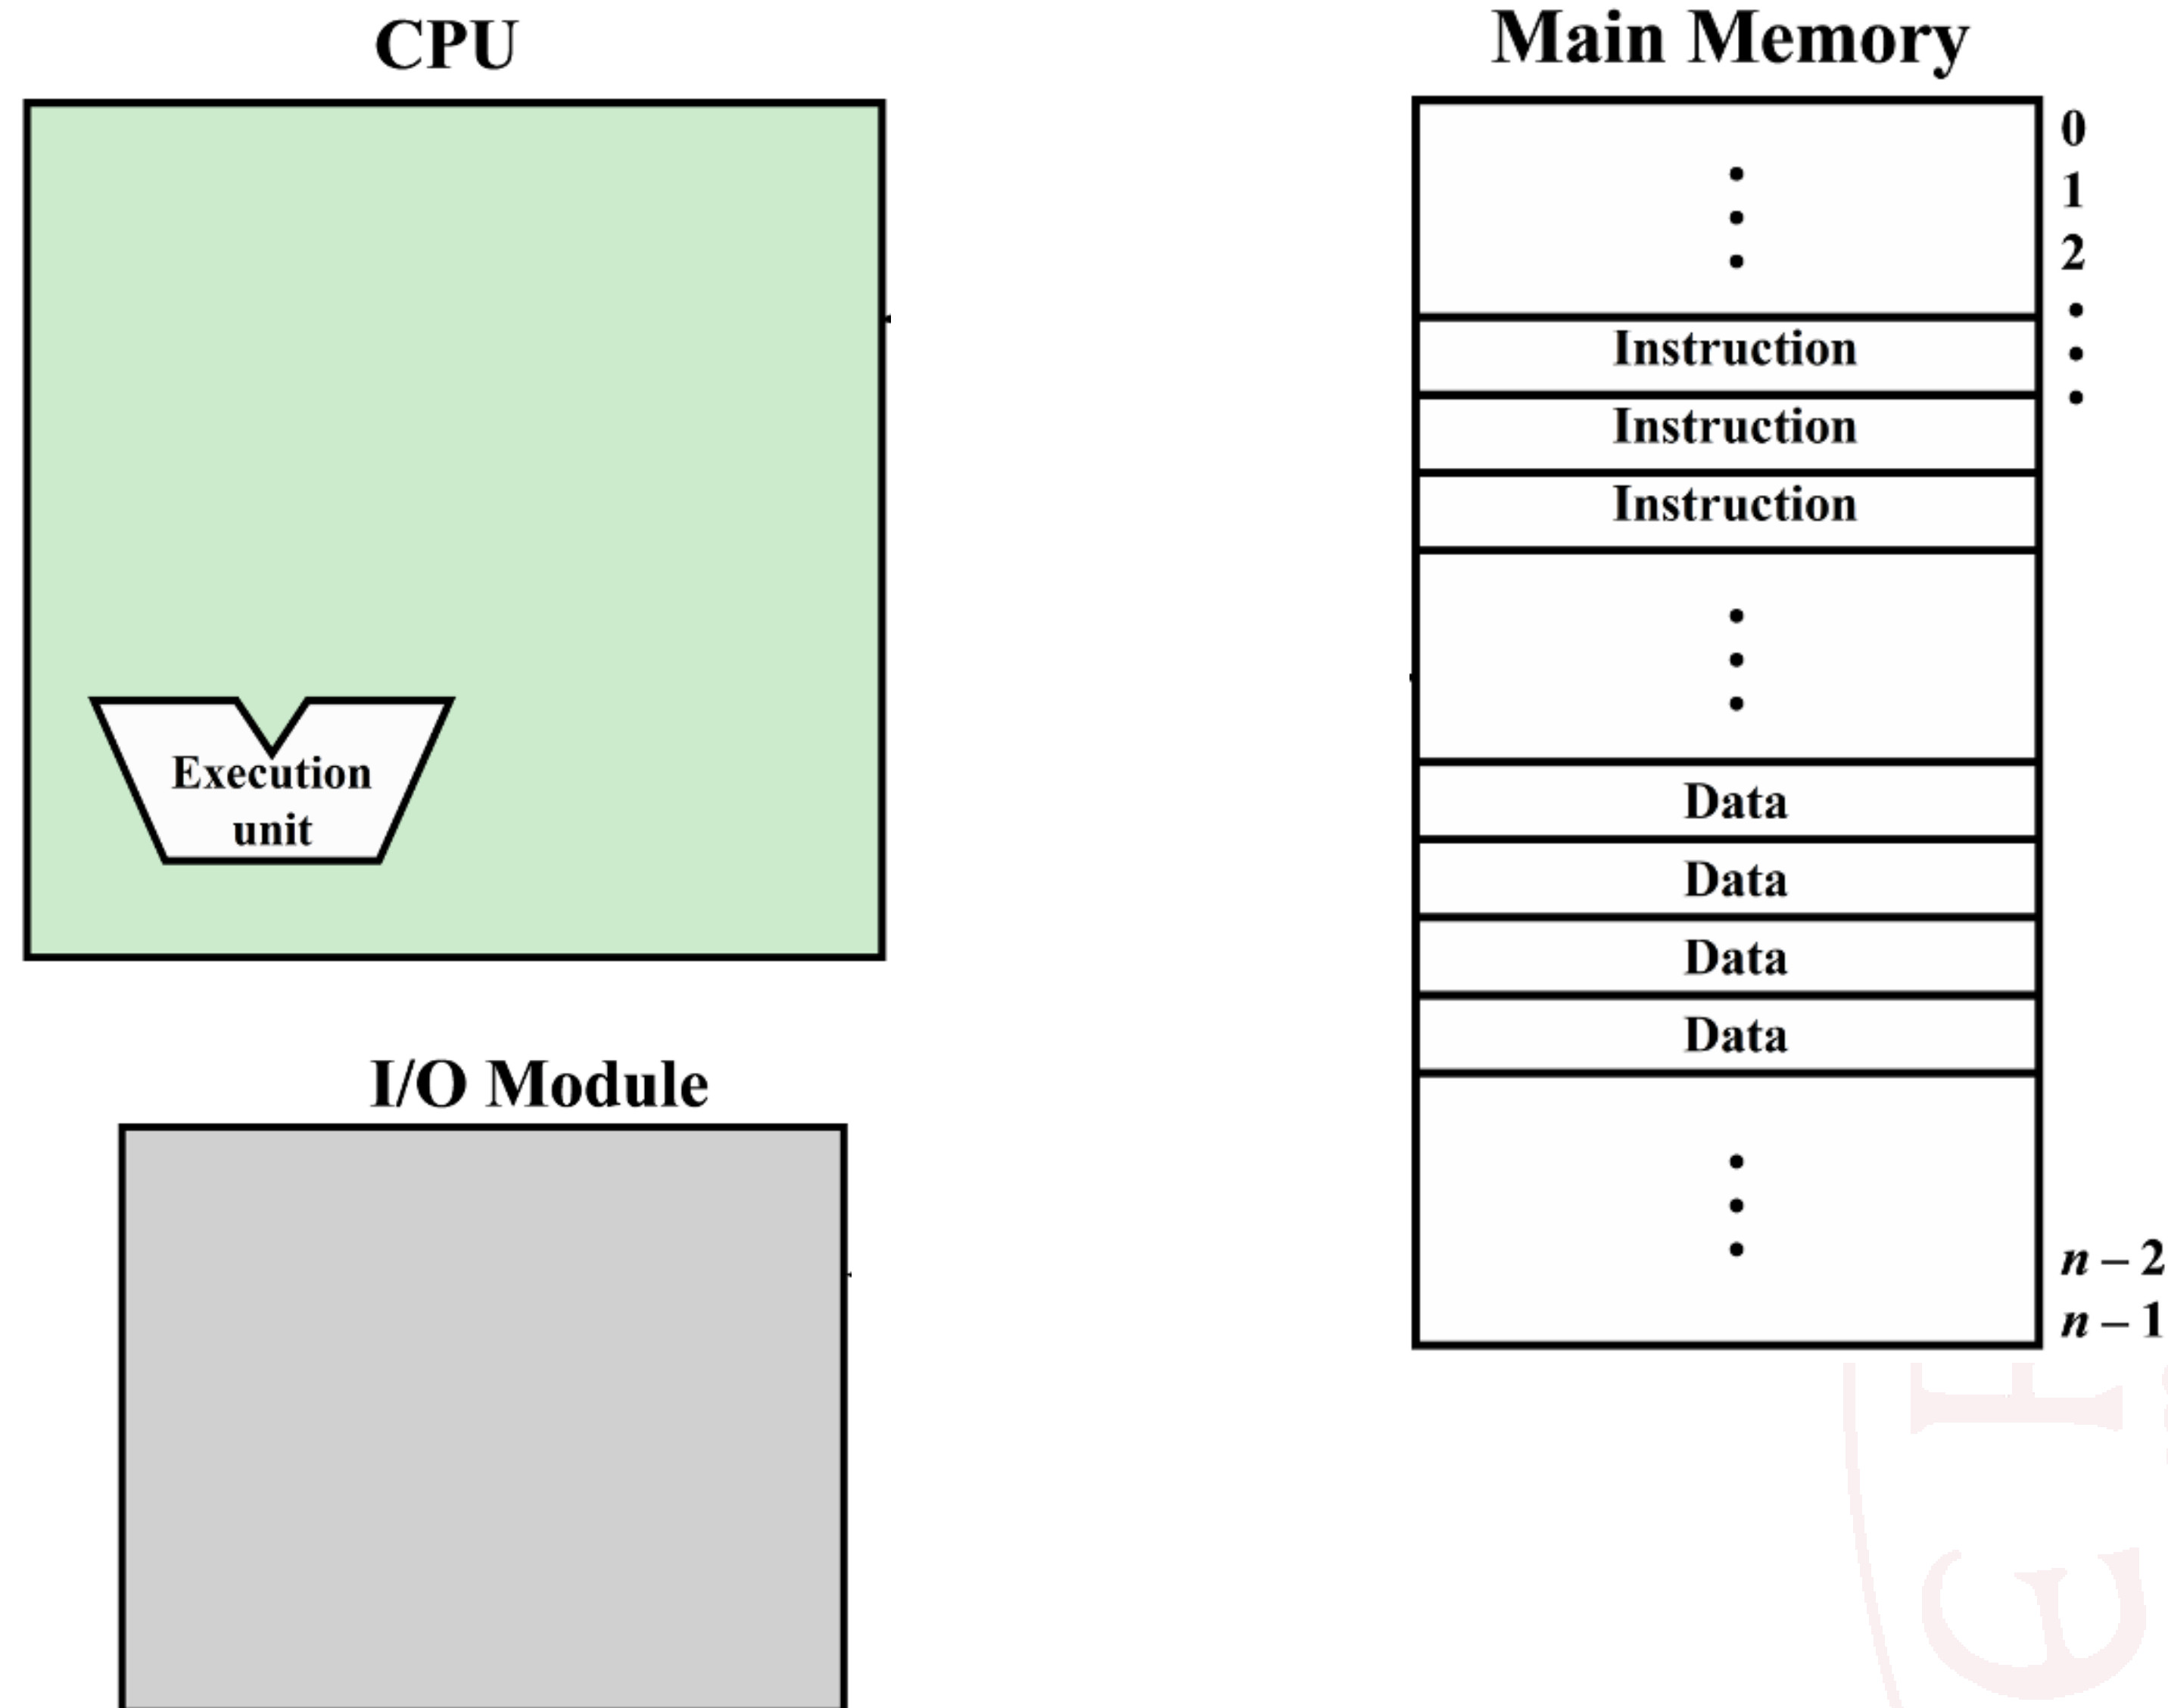 CPU
Main Memory
0
1
2
Instruction
Instruction
Instruction
Execution
unit
Data
Data
Data
Data
I/O Module
n – 2
n – 1